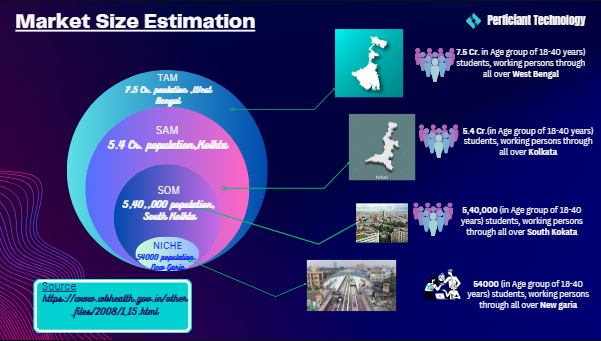 Market Size Estimation
Perficiant Technology
TAM
7.5 Cr. poulation ,West
Bengal
SAM
5.4 Cr. population,Kolkta
SOM
5,40,,000 population,
South Kolkta
NICHE
54000 population,
New Garia
Source
https://www.wbhealth.gov.in/other
_files/2008/1_15.html
7.5 Cr. in Age group of 18-40 years)
students, working persons through
all over West Bengal
5.4 Cr.(in Age group of 18-40 years)
students, working persons through
all over Kolkata
5,40,000 (in Age group of 18-40
years) students, working persons
through all over South Kokata
54000 (in Age group of 18-40
years) students, working persons
through all over New garia